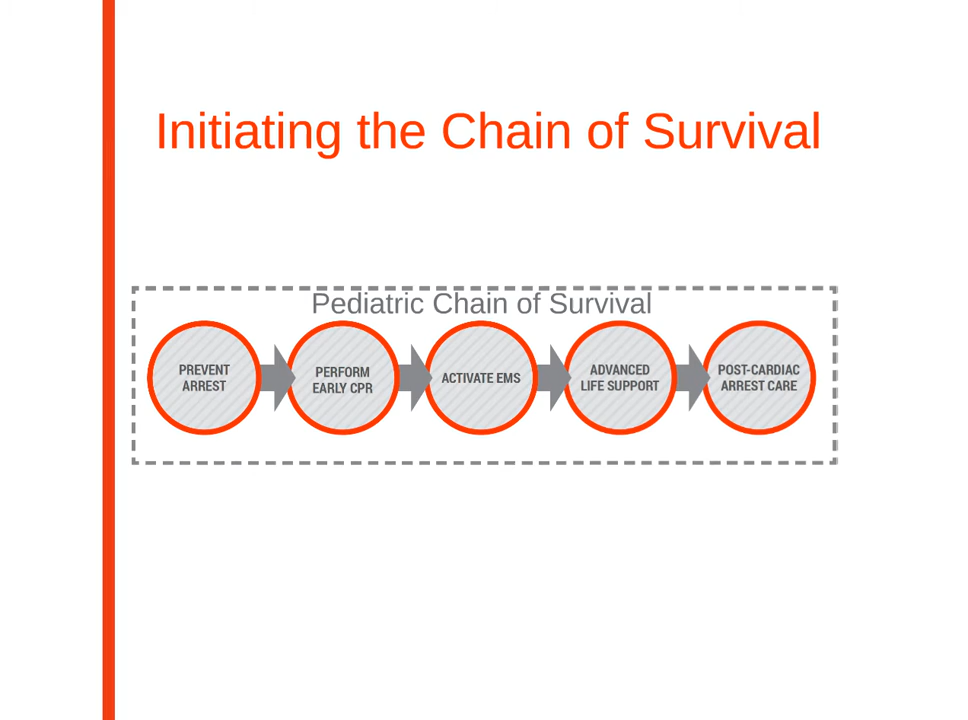 Initiating the Chain of Survival
Pediatric Chain of Survival
PREVENT
ARREST
PERFORM
EARLY CPR
ACTIVATE EMS
ADVANCED
LIFE SUPPORT
POST-CARDIAC
ARREST CARE